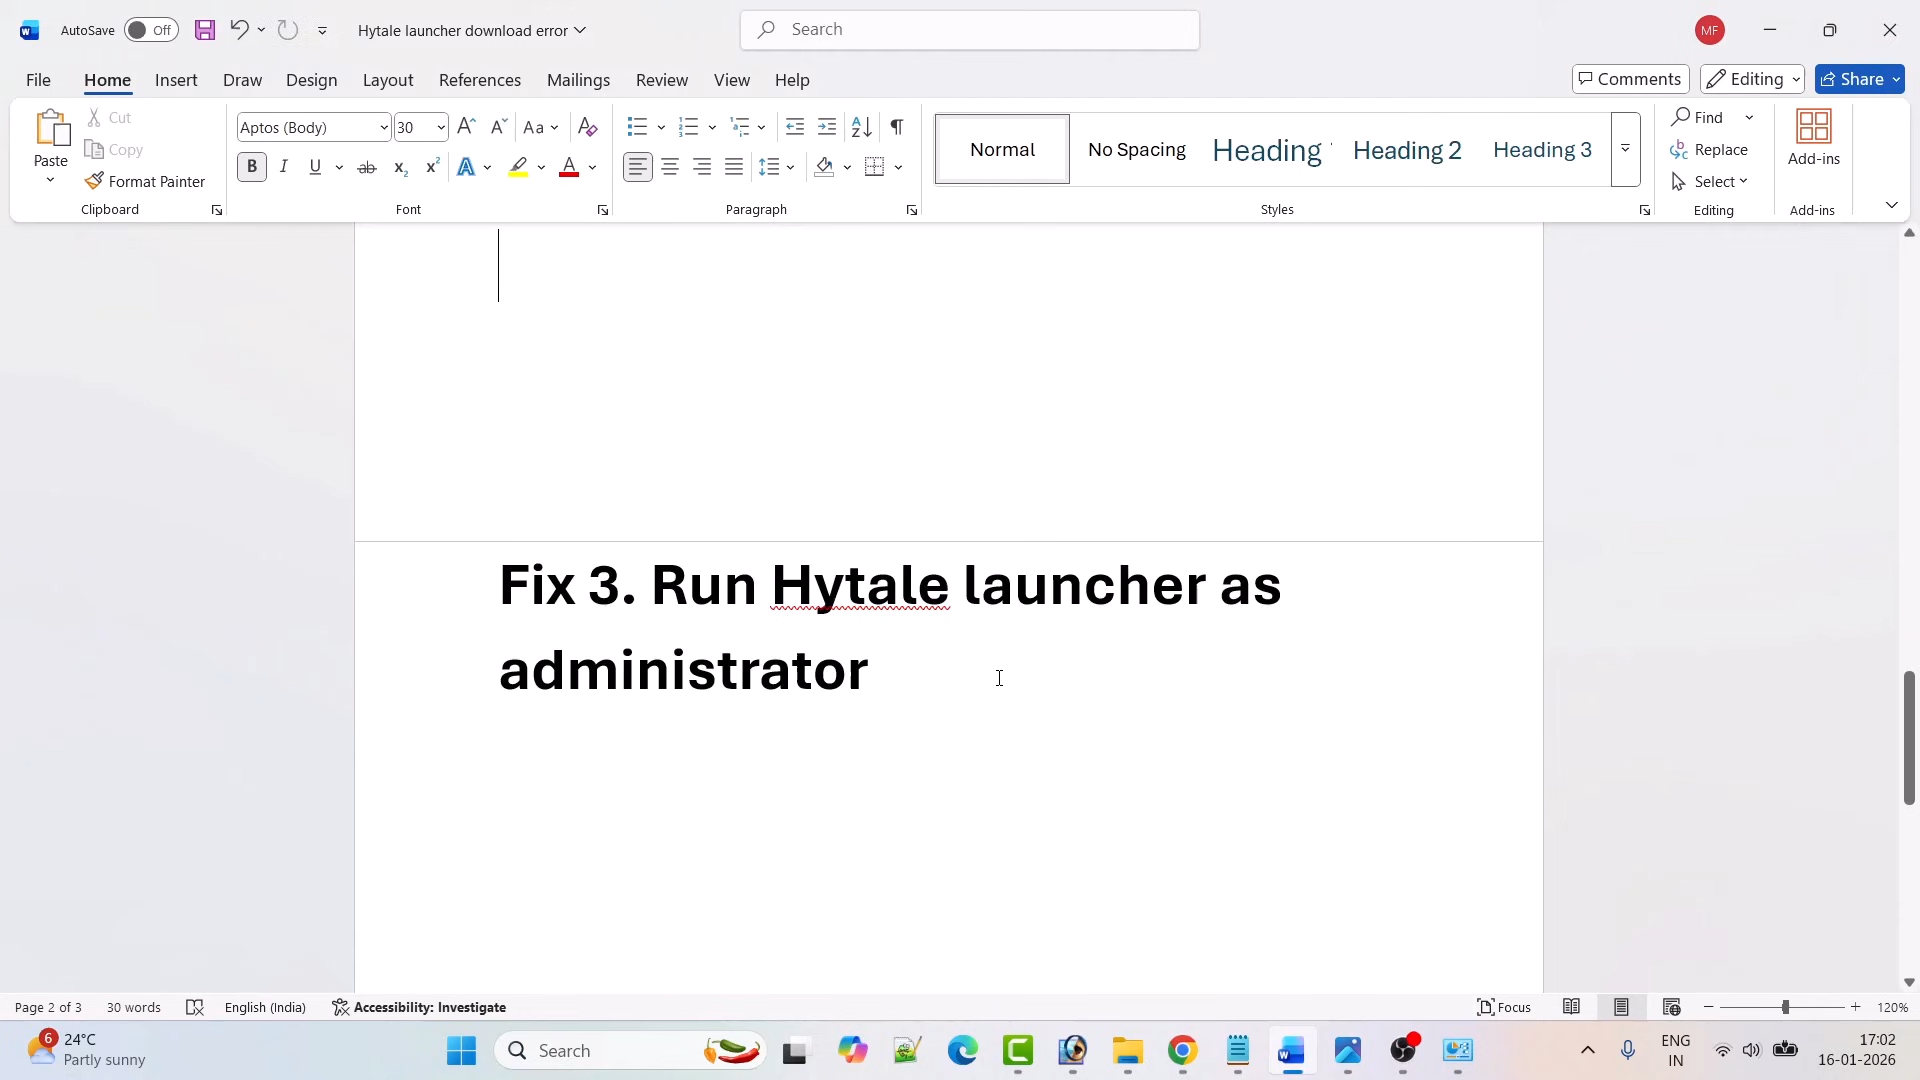 AutoSave Off
Hytale launcher download error
Search
MF
File Home Insert Draw Design Layout References Mailings Review View Help
Comments Editing Share
Paste
Cut
Copy
Format Painter
Clipboard
Aptos (Body) 30
Font
Paragraph
Normal
No Spacing
Heading
Heading 2
Heading 3
Styles
Find
Replace
Select
Editing
Add-ins
Add-ins
Fix 3. Run Hytale launcher as
administrator
Page 2 of 3 30 words English (India) Accessibility: Investigate
Focus
120%
6
24°C
Partly sunny
Search
ENG
IN
17:02
16-01-2026